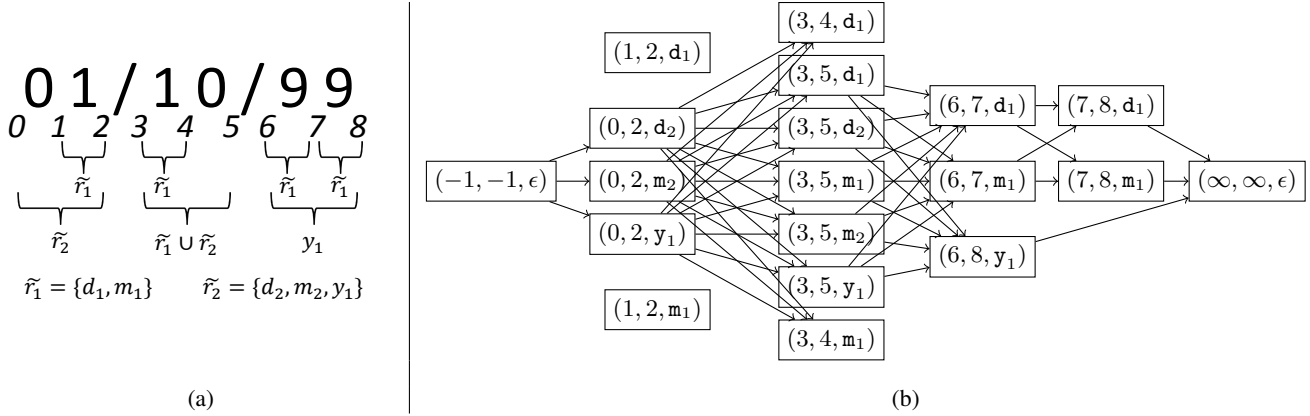 01/10/99
0 1 2 3 4 5 6 7 8
r̃₁ r̃₁ r̃₁ r̃₁
r̃₂ r̃₁ ∪ r̃₂ y₁
r̃₁ = {d₁, m₁} r̃₂ = {d₂, m₂, y₁}
(a)
(−1, −1, ϵ)
(1, 2, d₁)
(0, 2, d₂)
(0, 2, m₂)
(0, 2, y₁)
(1, 2, m₁)
(3, 4, d₁)
(3, 5, d₁)
(3, 5, d₂)
(3, 5, m₁)
(3, 5, m₂)
(3, 5, y₁)
(3, 4, m₁)
(6, 7, d₁)
(6, 7, m₁)
(6, 8, y₁)
(7, 8, d₁)
(7, 8, m₁)
(∞, ∞, ϵ)
(b)